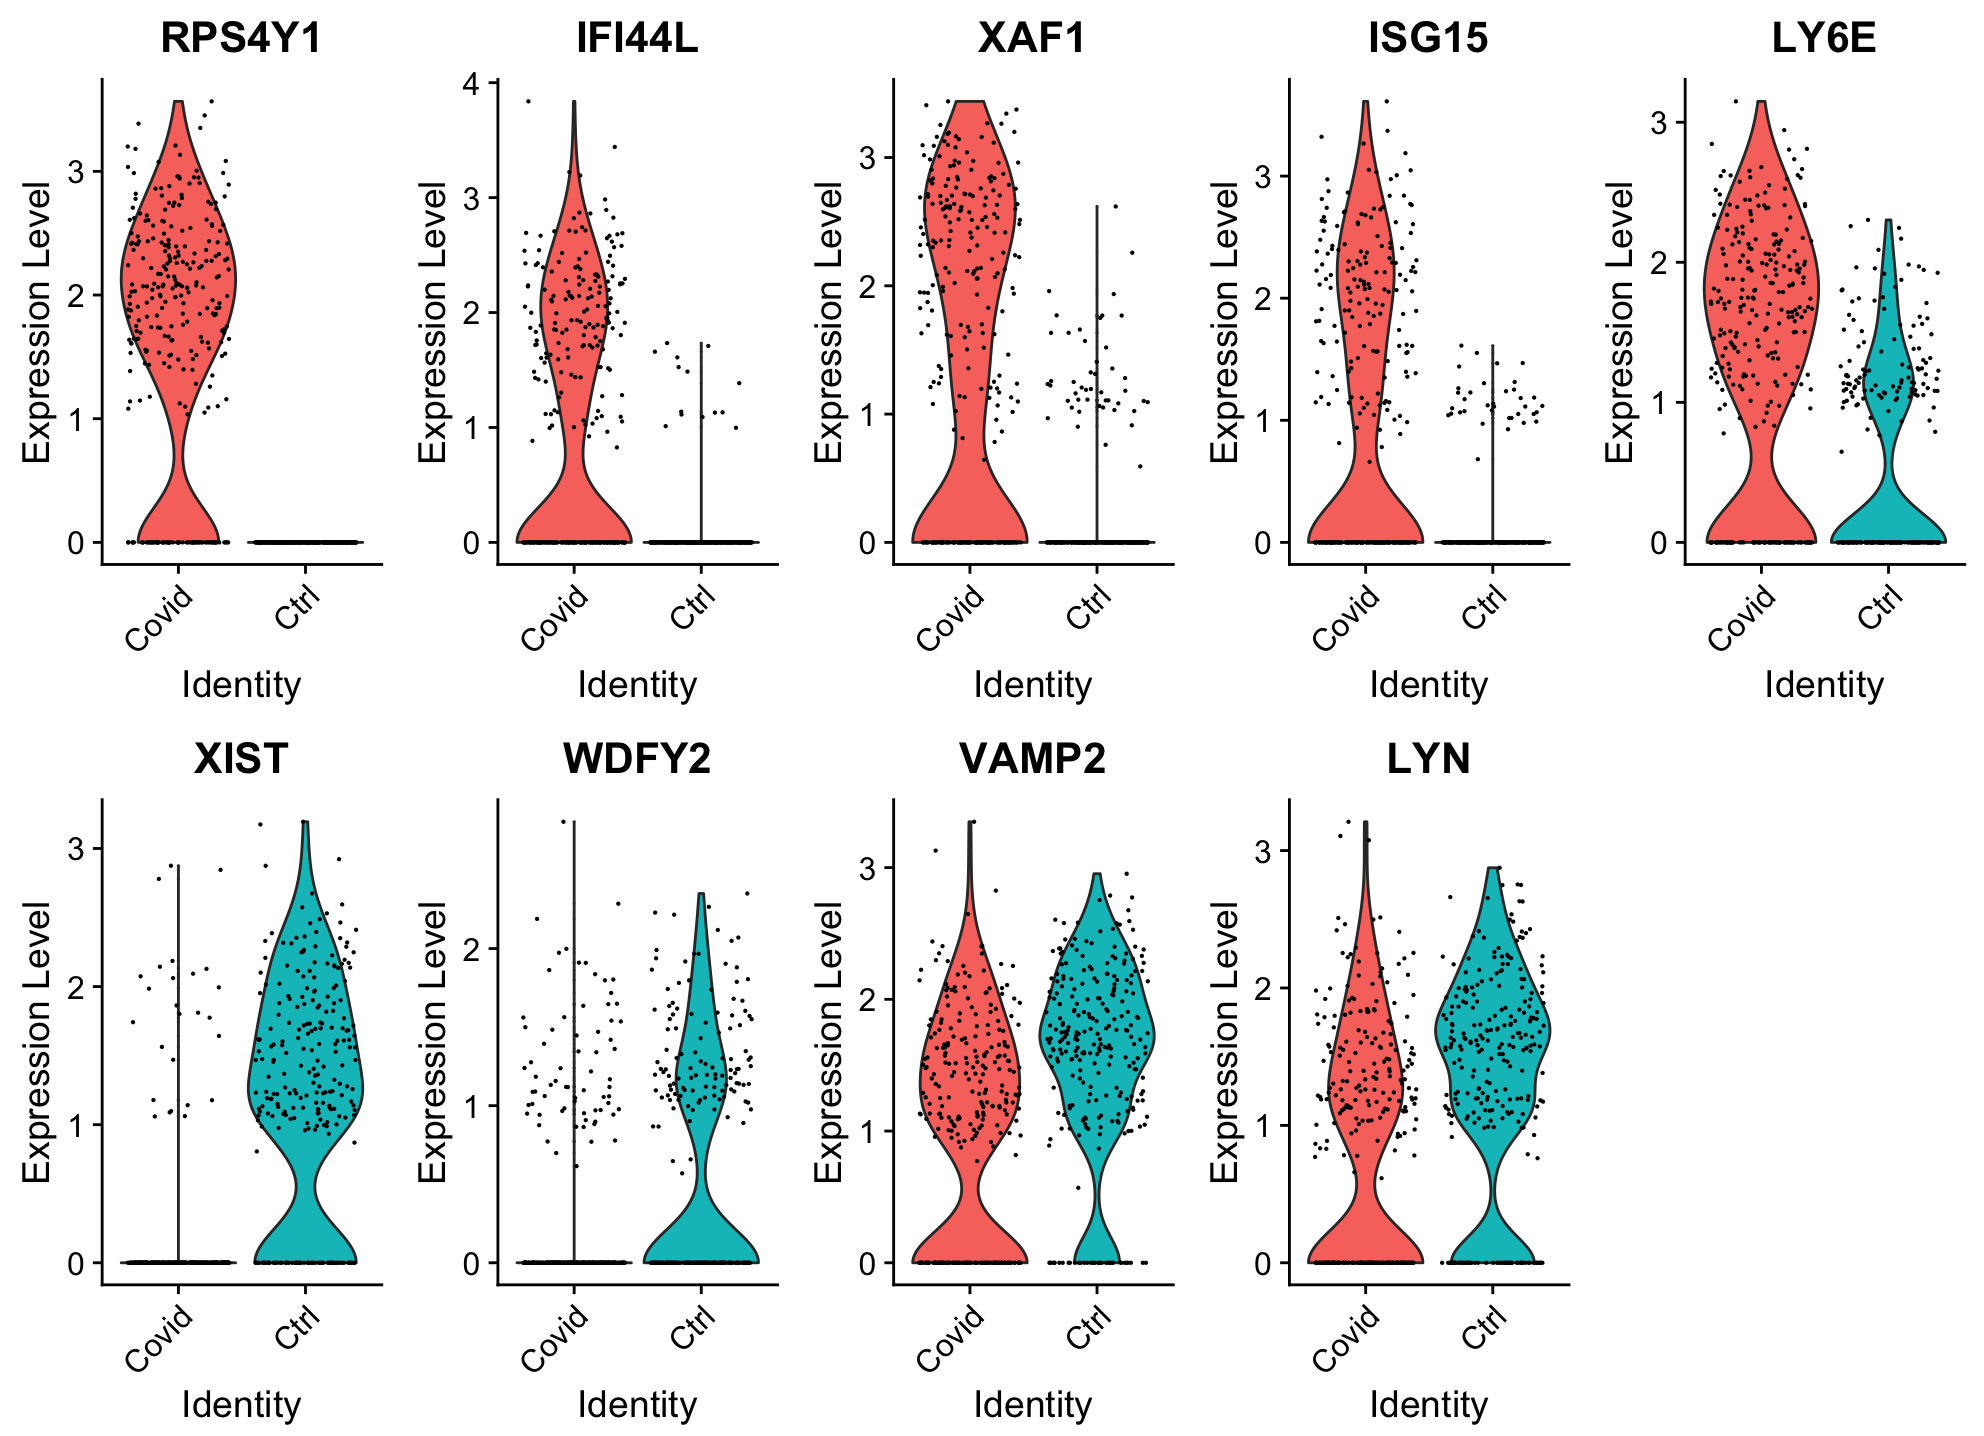 RPS4Y1 IFI44L XAF1 ISG15 LY6E
Expression Level Expression Level Expression Level Expression Level Expression Level
3 2 1 0
4 3 2 1 0
3 2 1 0
3 2 1 0
3 2 1 0
Covid Ctrl Covid Ctrl Covid Ctrl Covid Ctrl Covid Ctrl
Identity Identity Identity Identity Identity
XIST WDFY2 VAMP2 LYN
Expression Level Expression Level Expression Level Expression Level
3 2 1 0
2 1 0
3 2 1 0
3 2 1 0
Covid Ctrl Covid Ctrl Covid Ctrl Covid Ctrl
Identity Identity Identity Identity